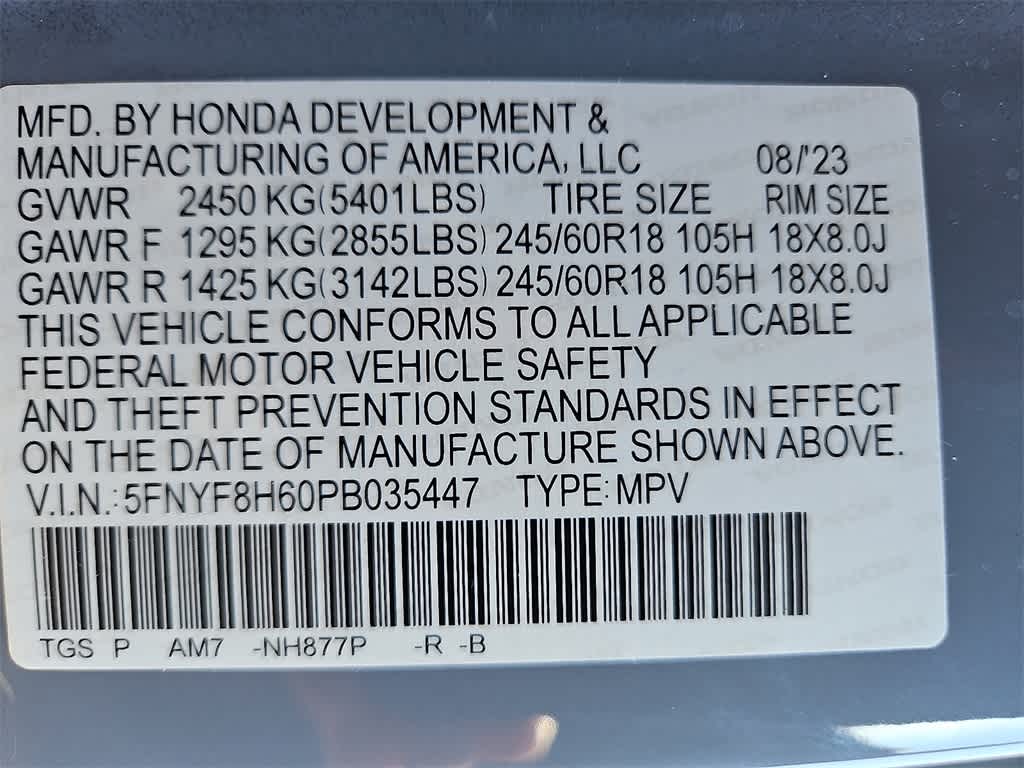 MFD. BY HONDA DEVELOPMENT &
MANUFACTURING OF AMERICA, LLC 08/'23
GVWR 2450 KG(5401LBS) TIRE SIZE RIM SIZE
GAWR F 1295 KG(2855LBS) 245/60R18 105H 18X8.0J
GAWR R 1425 KG(3142LBS) 245/60R18 105H 18X8.0J
THIS VEHICLE CONFORMS TO ALL APPLICABLE
FEDERAL MOTOR VEHICLE SAFETY
AND THEFT PREVENTION STANDARDS IN EFFECT
ON THE DATE OF MANUFACTURE SHOWN ABOVE.
V.I.N.: 5FNYF8H60PB035447 TYPE: MPV
TGS P AM7 -NH877P -R -B